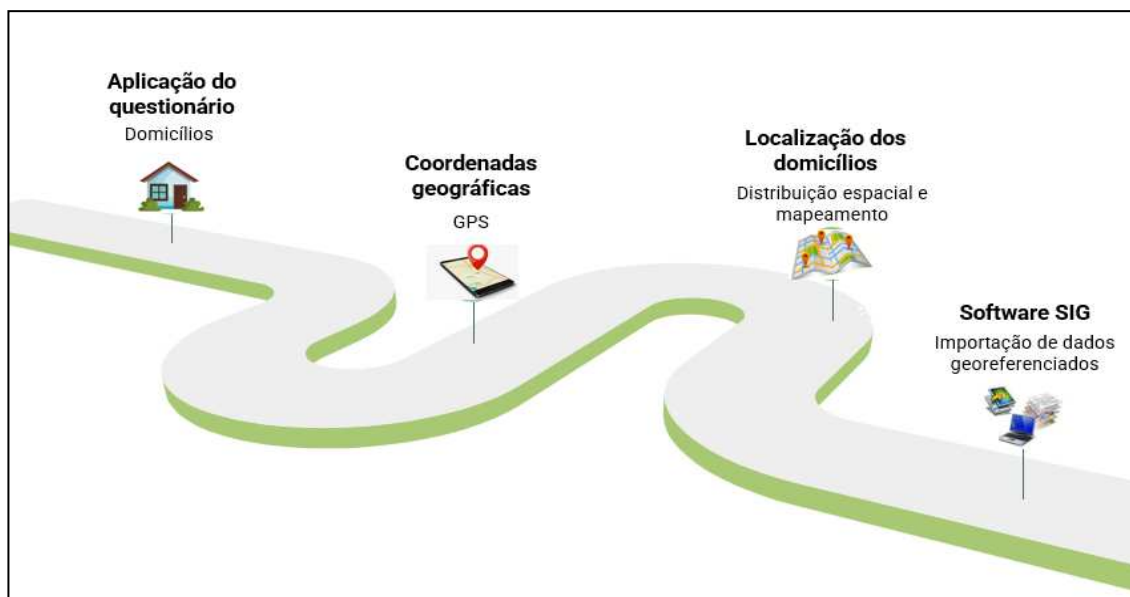 Aplicação do
questionário
Domicílios
Coordenadas
geográficas
GPS
Localização dos
domicílios
Distribuição espacial e
mapeamento
Software SIG
Importação de dados
georeferenciados